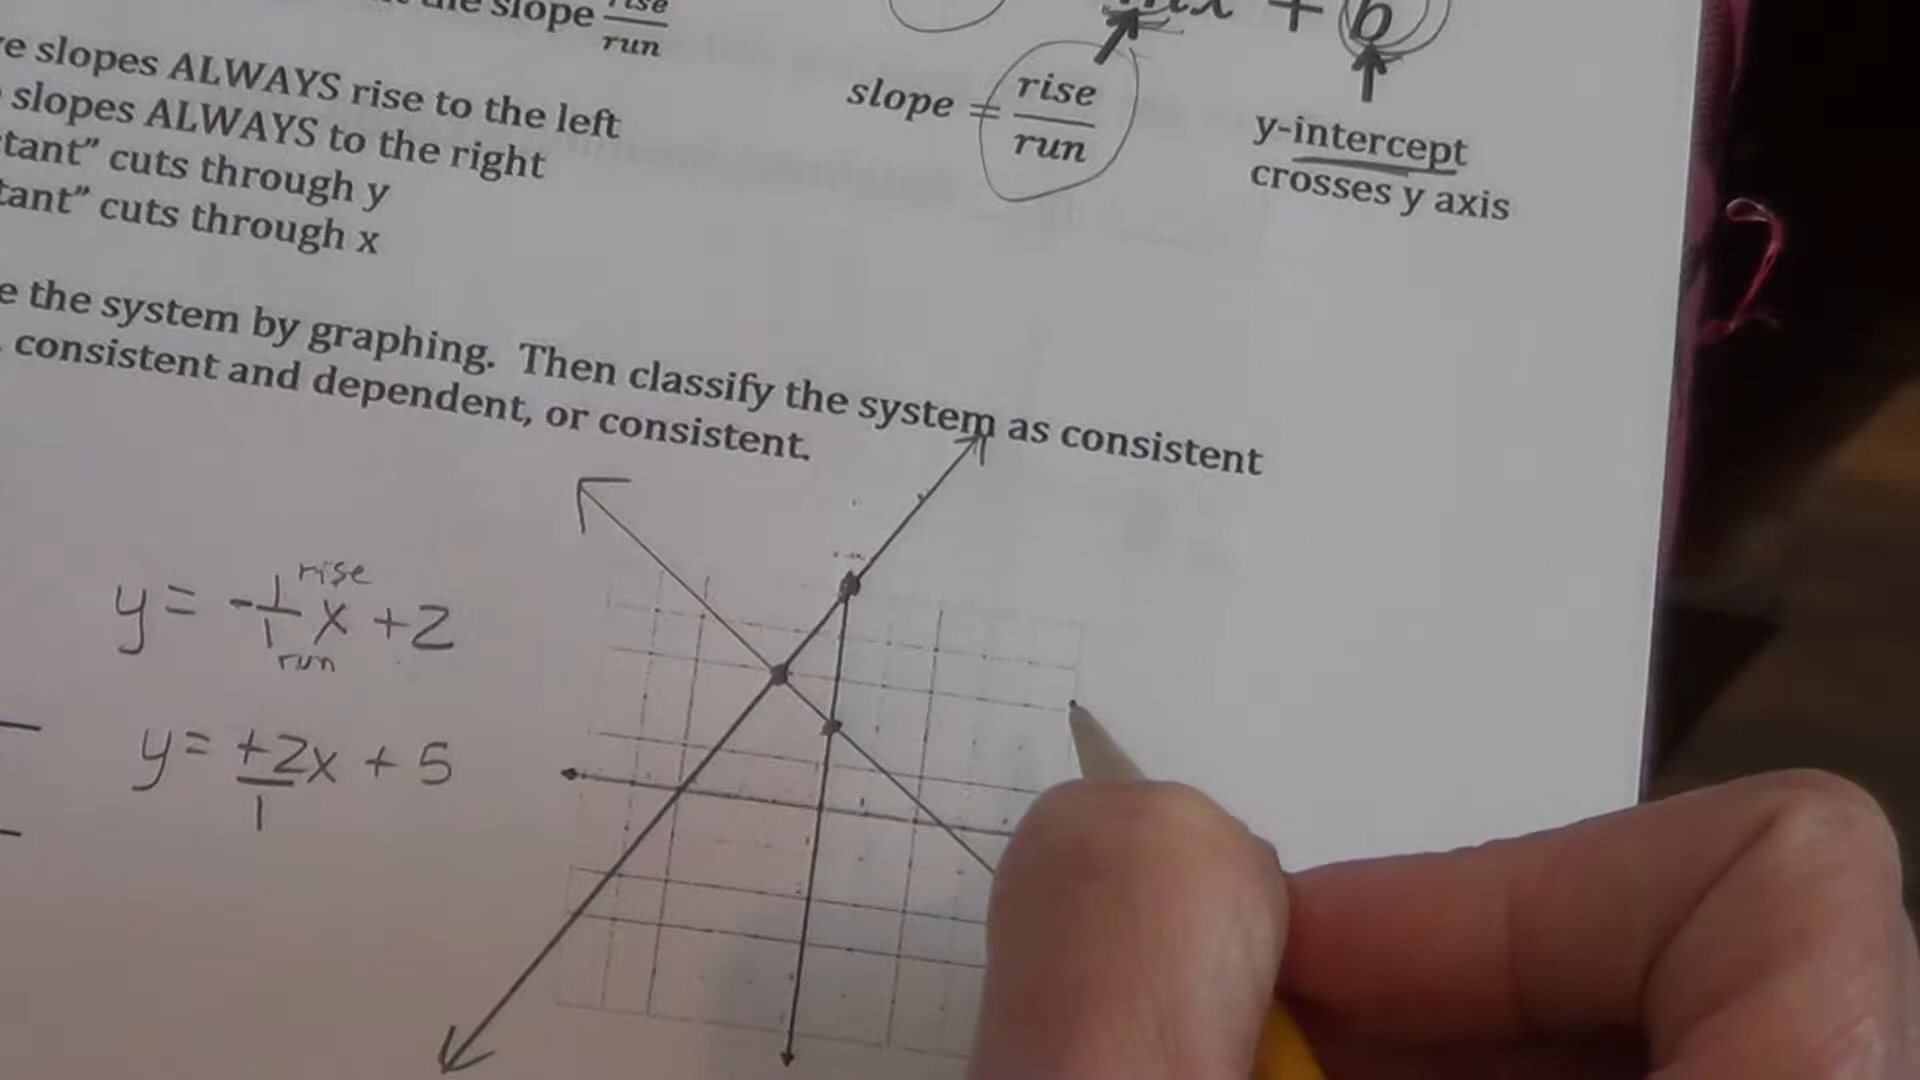 the slope rise
run
x + b
slope = rise
run
y-intercept
crosses y axis
slopes ALWAYS rise to the left
slopes ALWAYS to the right
tant” cuts through y
tant” cuts through x
the system by graphing. Then classify the system as consistent
consistent and dependent, or consistent.
rise
y = -1/1 x + 2
run
y = +2x + 5
1